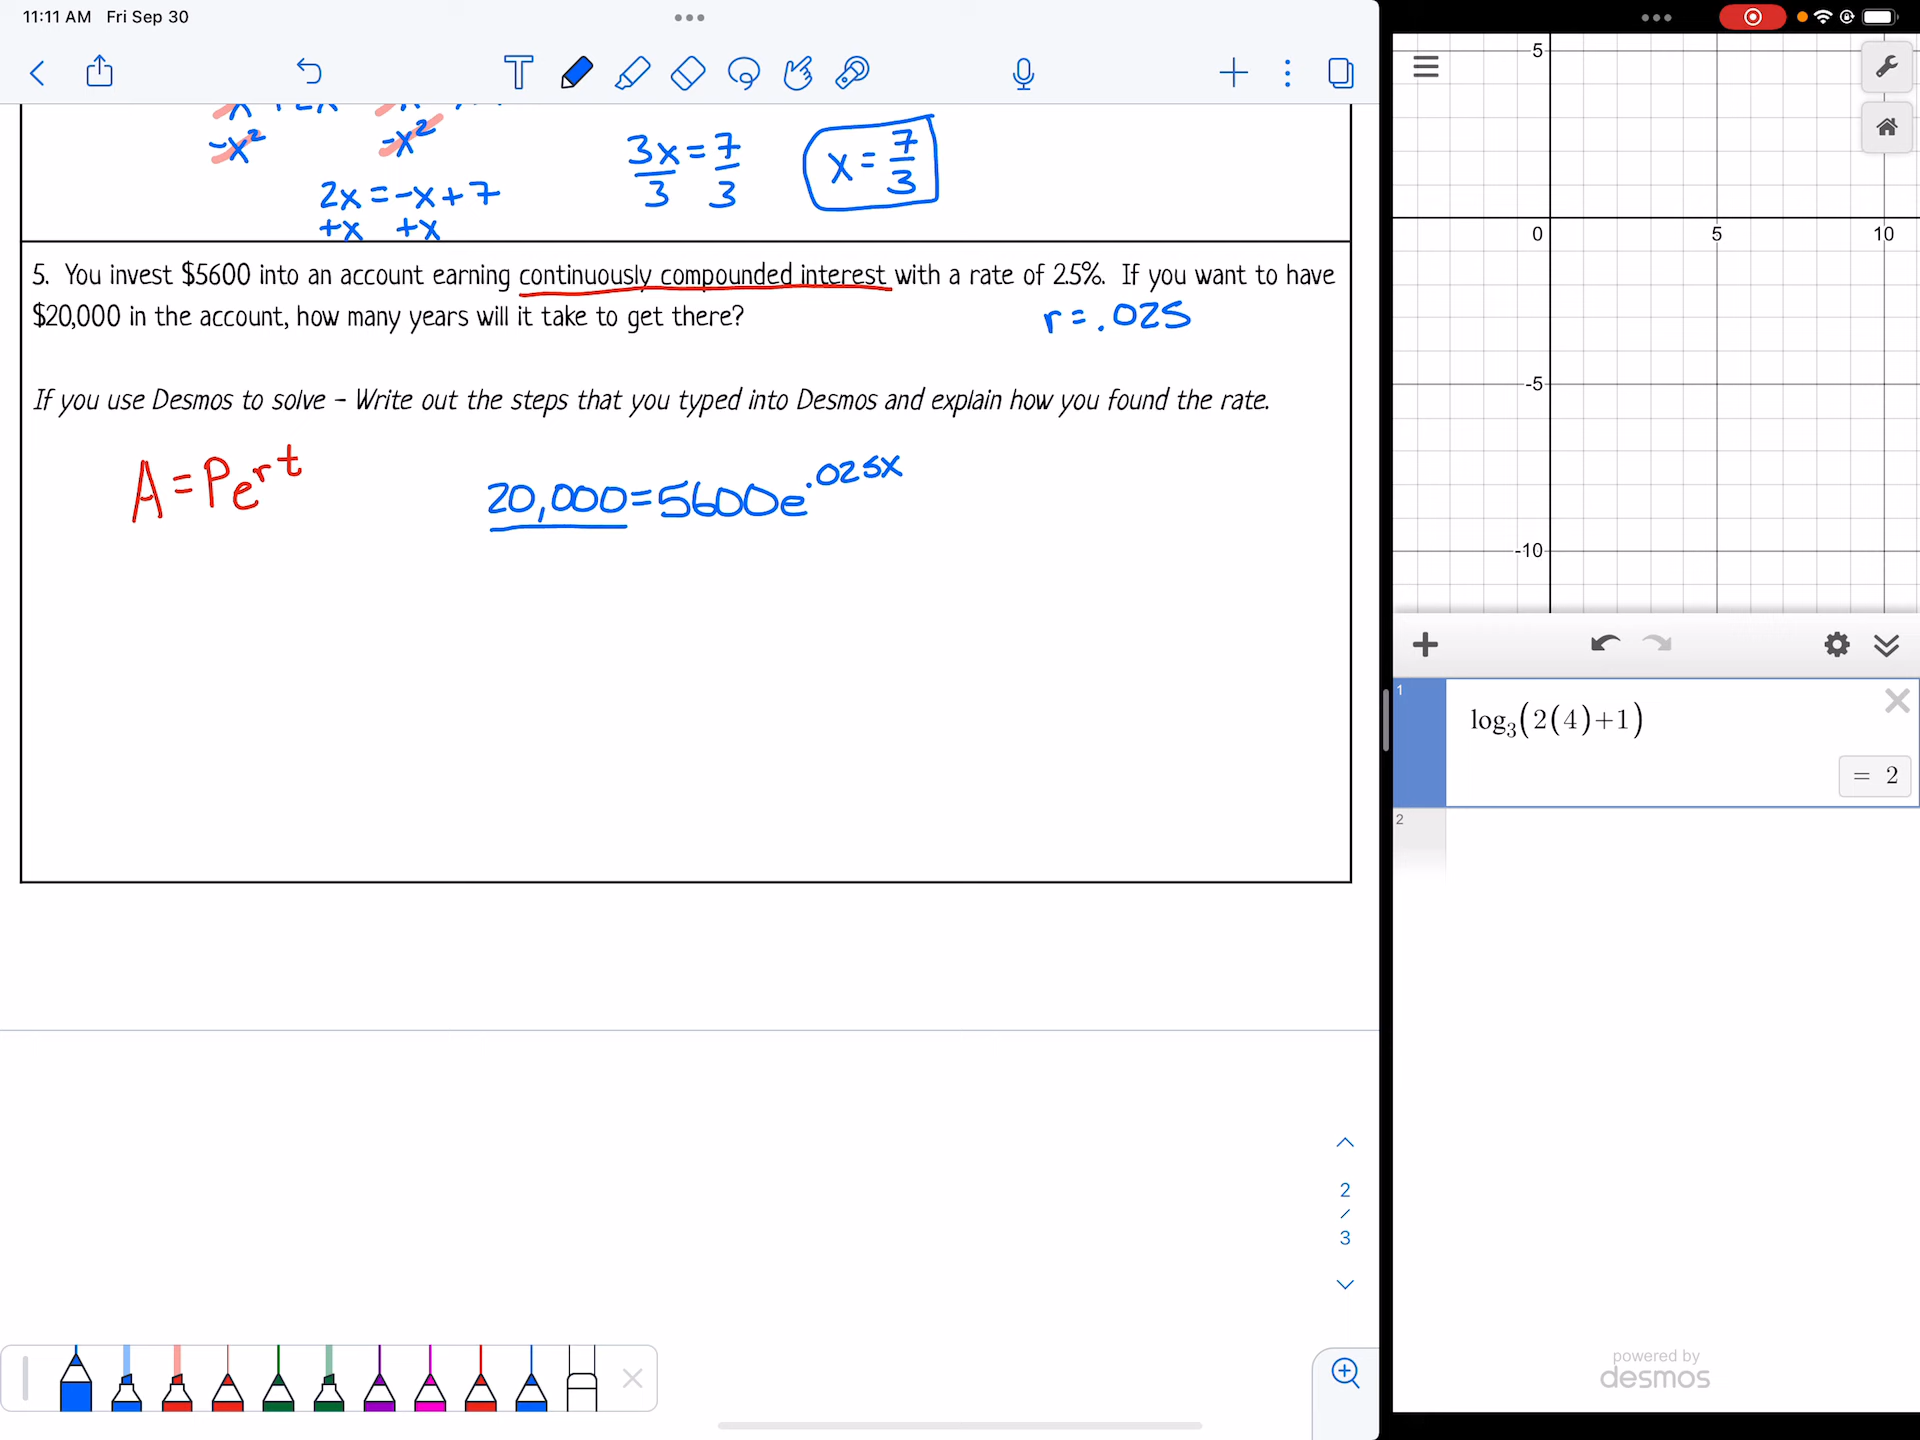 11:11 AM Fri Sep 30
-x² -x²
3x = 7
3 3
x = 7/3
2x = -x + 7
+x +x
5. You invest $5600 into an account earning continuously compounded interest with a rate of 2.5%. If you want to have
$20,000 in the account, how many years will it take to get there?
r = .025
If you use Desmos to solve – Write out the steps that you typed into Desmos and explain how you found the rate.
A = Pe^rt
20,000 = 5600e^.025x
2
/
3
5
0 5 10
-5
-10
1
log₃(2(4)+1)
= 2
2
powered by
desmos